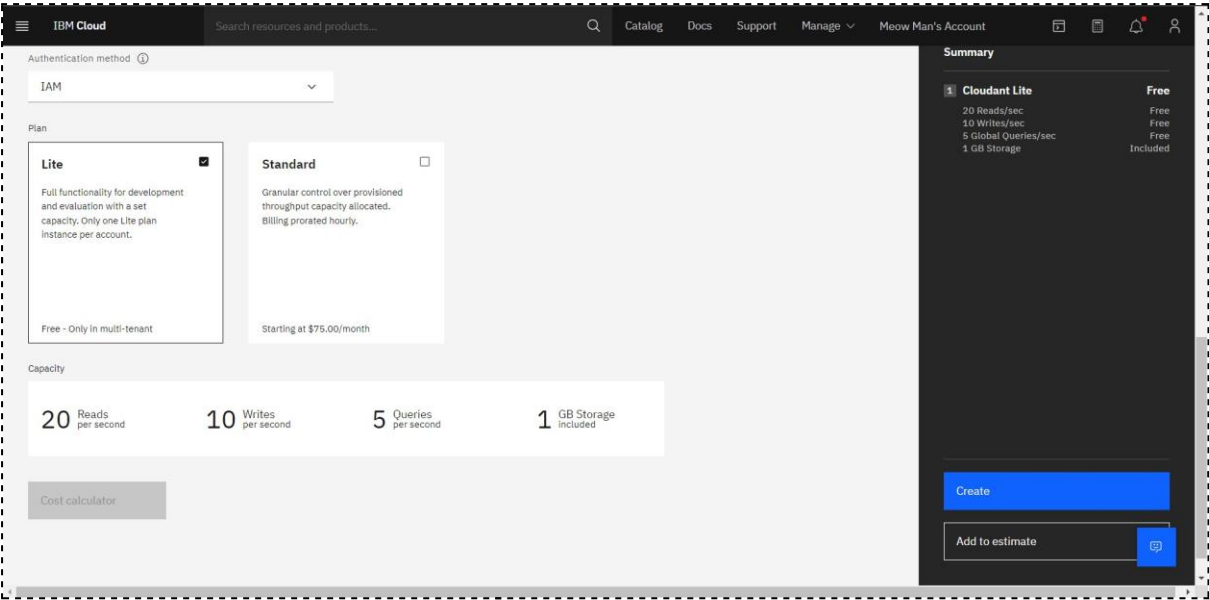 IBM Cloud
Search resources and products...
Catalog
Docs
Support
Manage
Meow Man's Account
Authentication method
IAM
Plan
Lite
Full functionality for development
and evaluation with a set
capacity. Only one Lite plan
instance per account.
Free - Only in multi-tenant
Standard
Granular control over provisioned
throughput capacity allocated.
Billing prorated hourly.
Starting at $75.00/month
Capacity
20 Reads
per second
10 Writes
per second
5 Queries
per second
1 GB Storage
included
Cost calculator
Summary
1 Cloudant Lite Free
20 Reads/sec Free
10 Writes/sec Free
5 Global Queries/sec Free
1 GB Storage Included
Create
Add to estimate